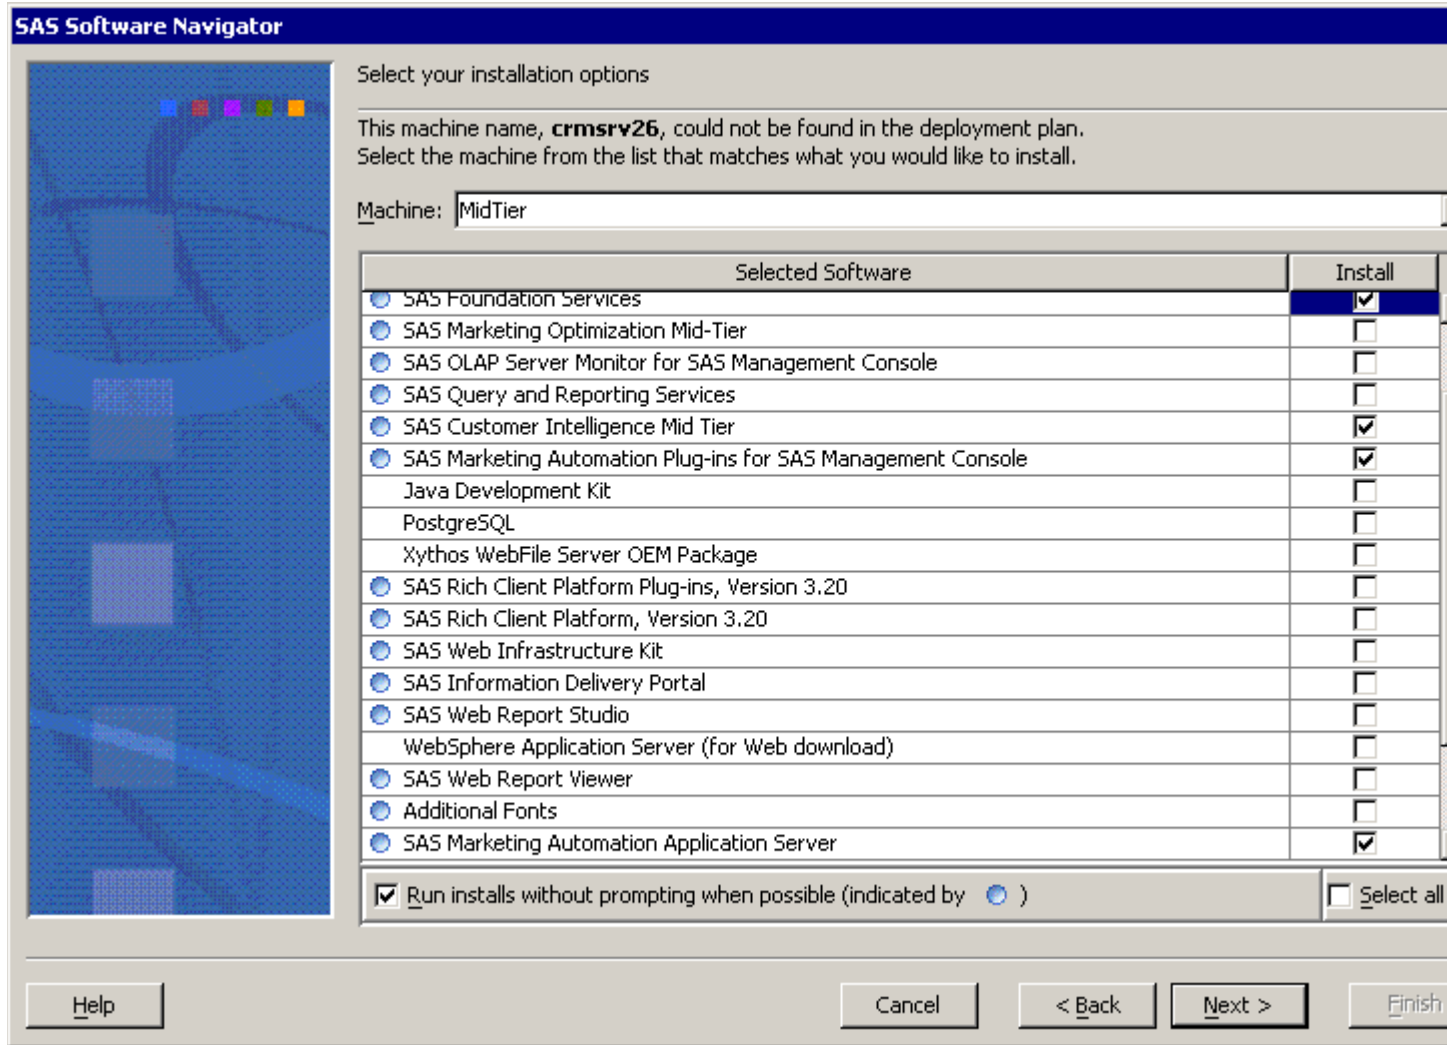 SAS Software Navigator
Select your installation options
This machine name, crmsrv26, could not be found in the deployment plan.
Select the machine from the list that matches what you would like to install.
Machine: MidTier
Selected Software Install
SAS Foundation Services
SAS Marketing Optimization Mid-Tier
SAS OLAP Server Monitor for SAS Management Console
SAS Query and Reporting Services
SAS Customer Intelligence Mid Tier
SAS Marketing Automation Plug-ins for SAS Management Console
Java Development Kit
PostgreSQL
Xythos WebFile Server OEM Package
SAS Rich Client Platform Plug-ins, Version 3.20
SAS Rich Client Platform, Version 3.20
SAS Web Infrastructure Kit
SAS Information Delivery Portal
SAS Web Report Studio
WebSphere Application Server (for Web download)
SAS Web Report Viewer
Additional Fonts
SAS Marketing Automation Application Server
Run installs without prompting when possible (indicated by ) Select all
Help Cancel < Back Next > Finish